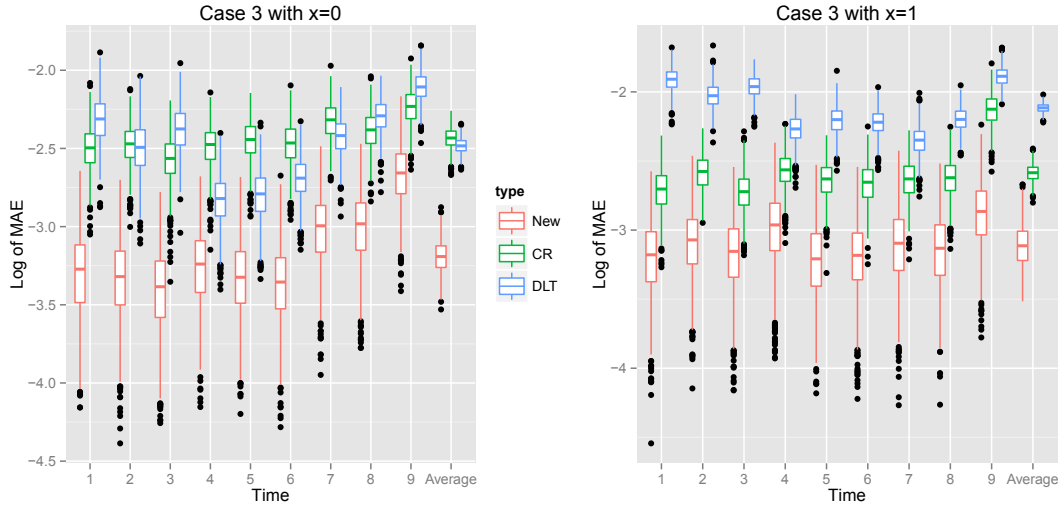 Case 3 with x=0
Log of MAE
−2.0
−2.5
−3.0
−3.5
−4.0
−4.5
1 2 3 4 5 6 7 8 9 Average
Time
type
New
CR
DLT
Case 3 with x=1
Log of MAE
−2
−3
−4
1 2 3 4 5 6 7 8 9 Average
Time